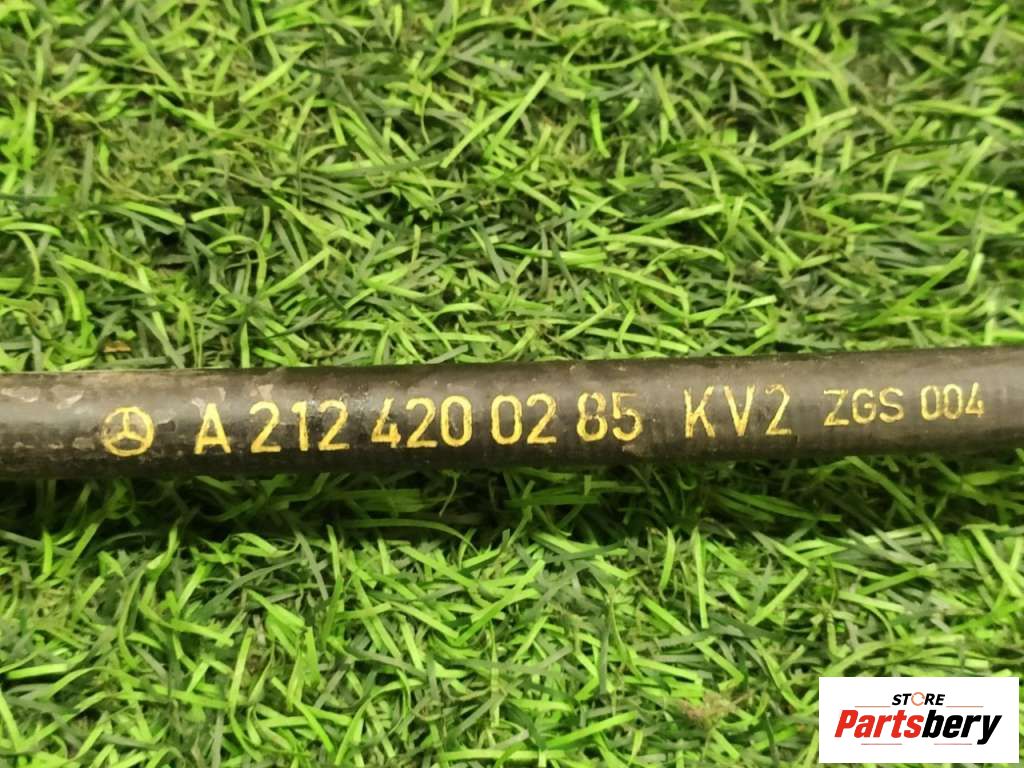 A 212 420 02 85 KV2 ZGS 004
STORE
Partsbery